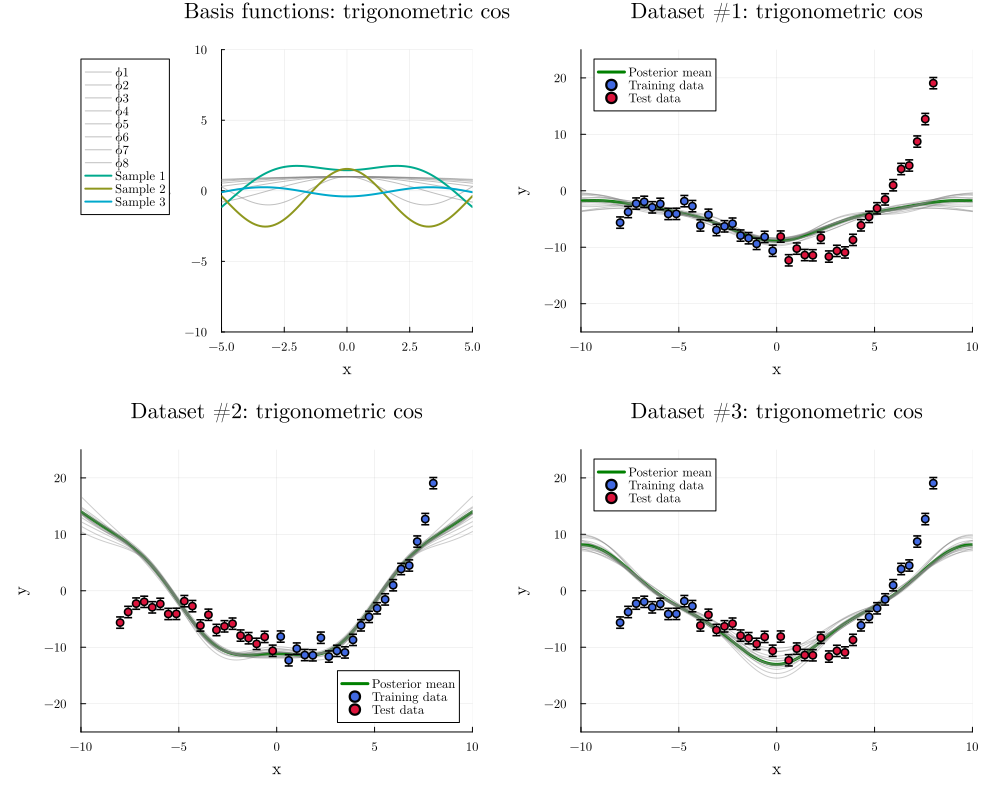 Basis functions: trigonometric cos
ϕ1
ϕ2
ϕ3
ϕ4
ϕ5
ϕ6
ϕ7
ϕ8
Sample 1
Sample 2
Sample 3
10
5
0
−5
−10
−5.0 −2.5 0.0 2.5 5.0
x
Dataset #1: trigonometric cos
Posterior mean
Training data
Test data
y
20
10
0
−10
−20
−10 −5 0 5 10
x
Dataset #2: trigonometric cos
y
20
10
0
−10
−20
Posterior mean
Training data
Test data
−10 −5 0 5 10
x
Dataset #3: trigonometric cos
Posterior mean
Training data
Test data
y
20
10
0
−10
−20
−10 −5 0 5 10
x